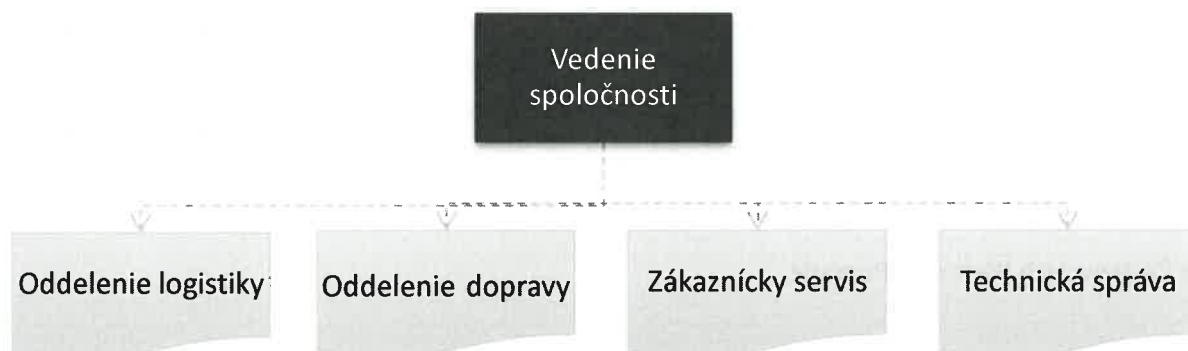 Vedenie
spoločnosti
Oddelenie logistiky
Oddelenie dopravy
Zákaznícky servis
Technická správa